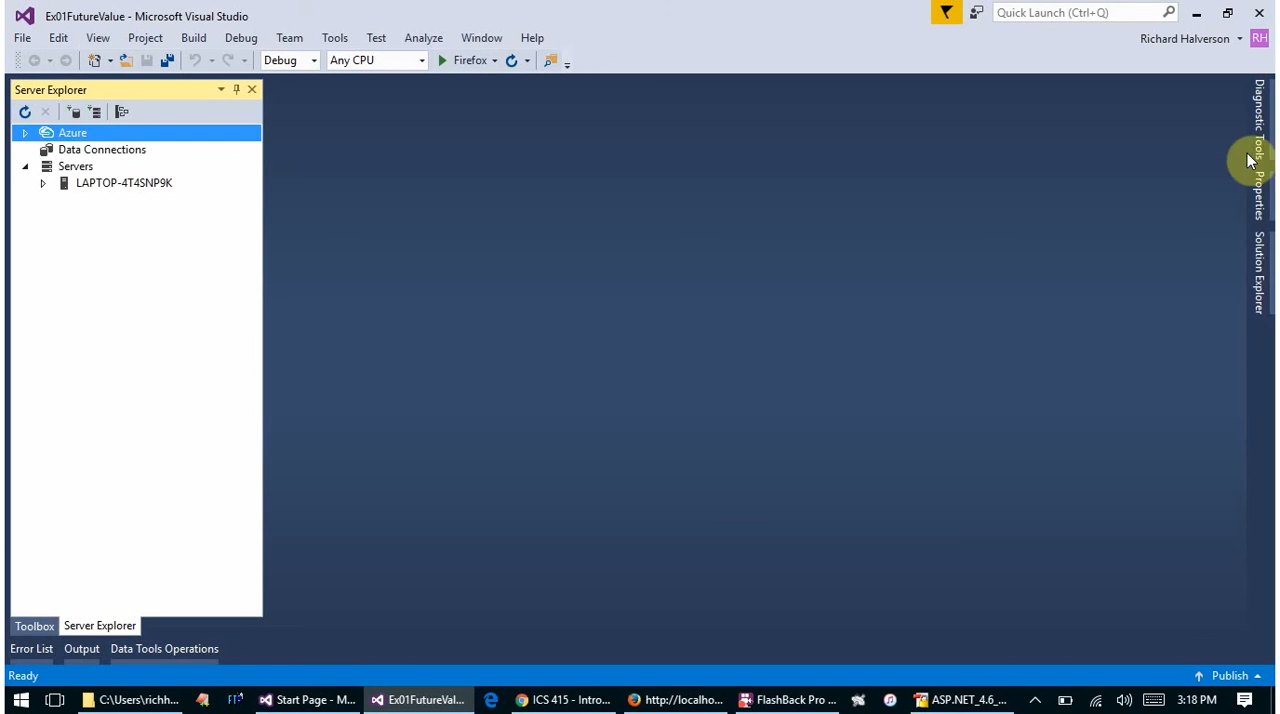 Ex01FutureValue - Microsoft Visual Studio
Quick Launch (Ctrl+Q)
File Edit View Project Build Debug Team Tools Test Analyze Window Help
Richard Halverson RH
Debug Any CPU Firefox
Server Explorer
Azure
Data Connections
Servers
LAPTOP-4T4SNP9K
Diagnostic Tools
Properties
Solution Explorer
Toolbox Server Explorer
Error List Output Data Tools Operations
Ready Publish
C:\Users\richh... Start Page - M... Ex01FutureVal... ICS 415 - Intro... http://localho... FlashBack Pro ... ASP.NET_4.6_... 3:18 PM